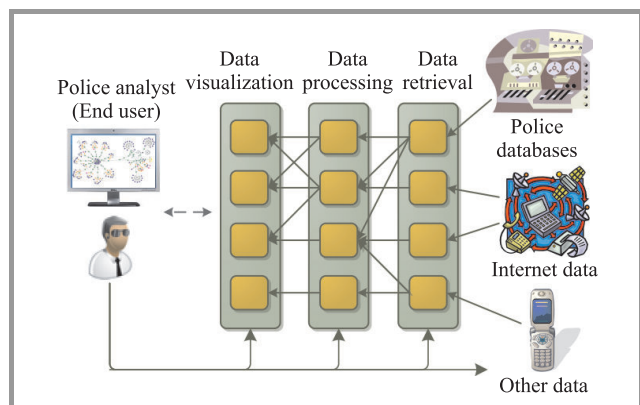 Police analyst
(End user)
Data
visualization
Data
processing
Data
retrieval
Police
databases
Internet data
Other data